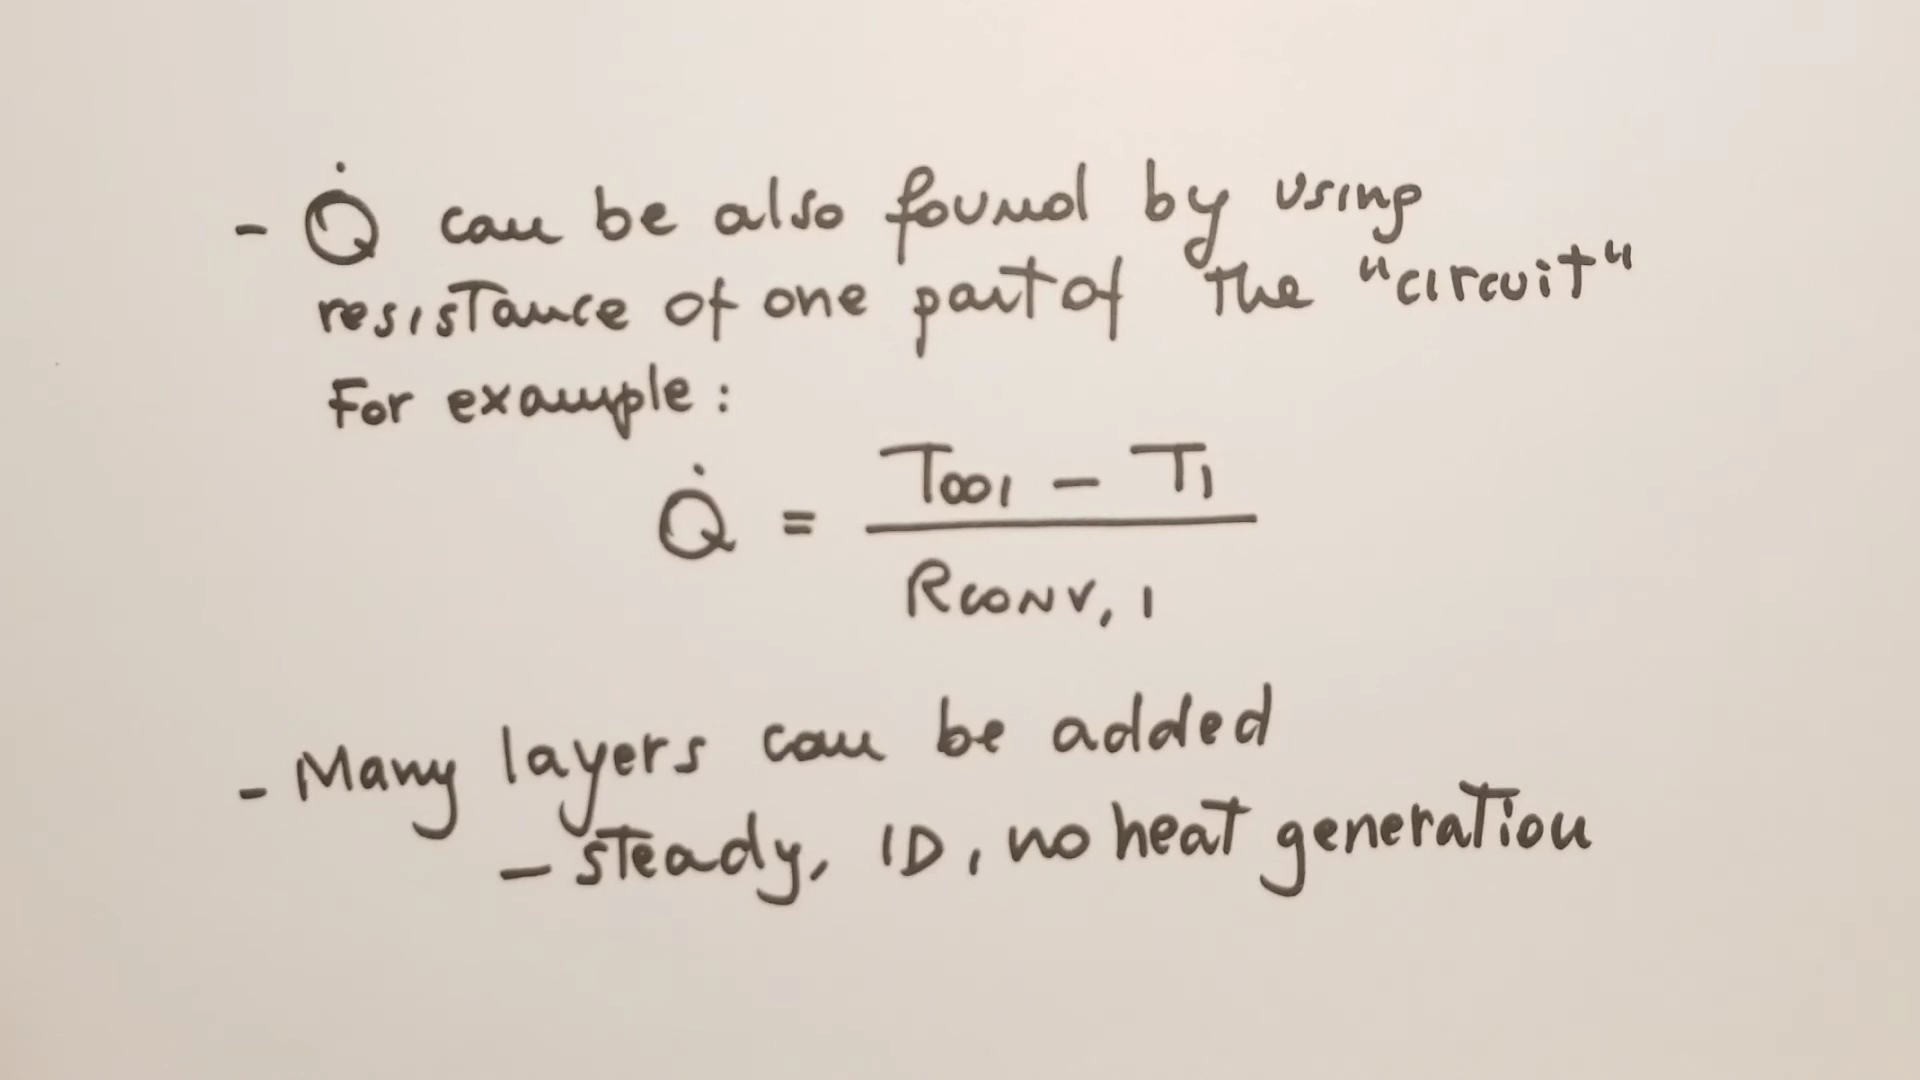 - Q̇ can be also found by using
resistance of one part of the "circuit"
For example:
Q̇ = (T∞1 - T1) / Rconv, 1
- Many layers can be added
- steady, 1D, no heat generation